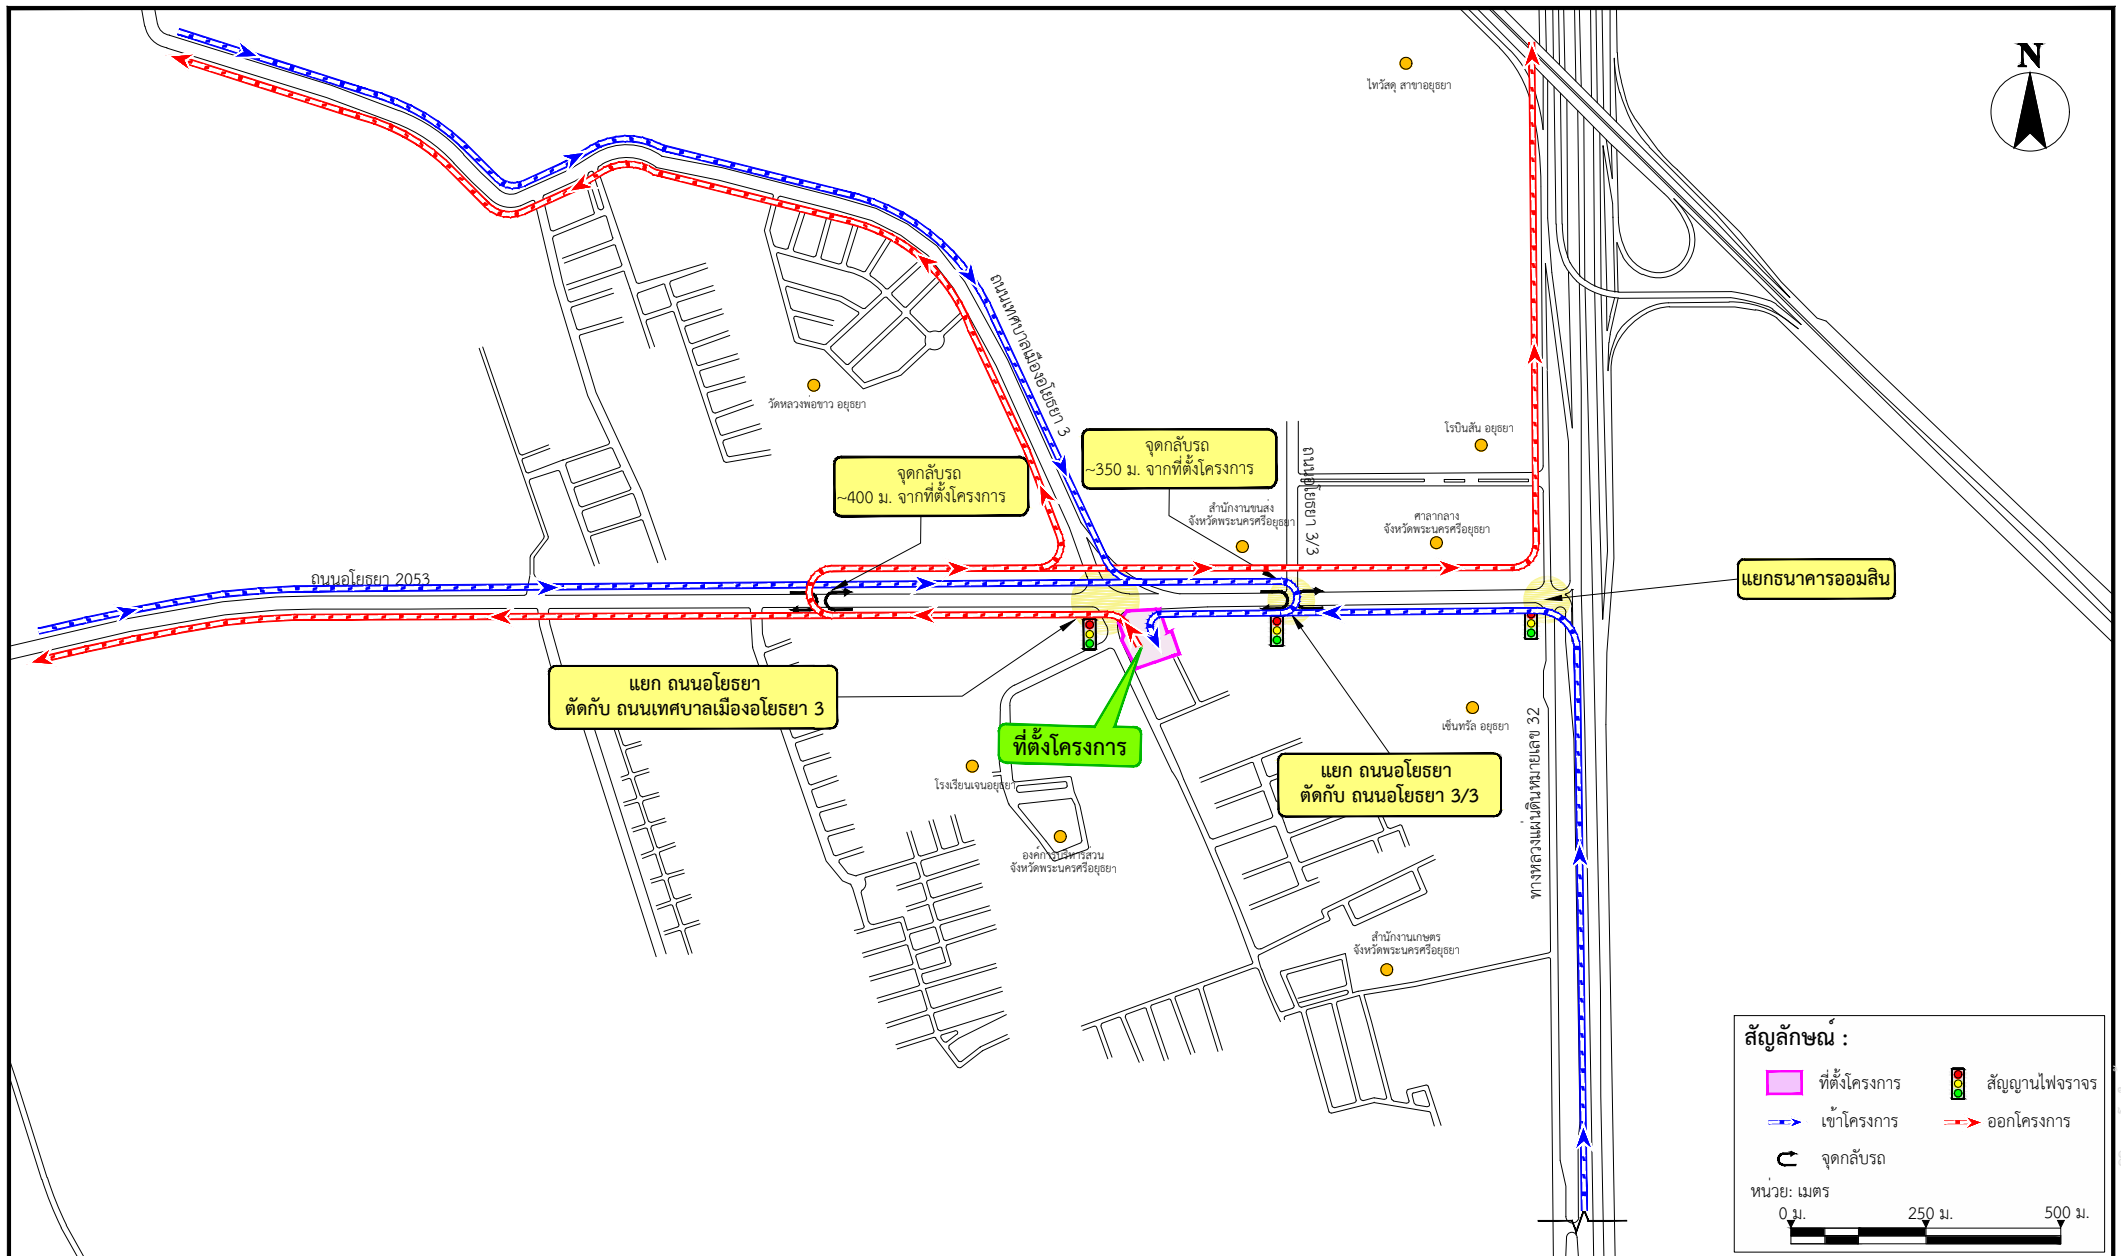 N
ไทวัสดุ สาขาอยุธยา
ถนนเทศบาลเมืองอโยธยา 3
วัดหลวงพ่อขาว อยุธยา
โรบินสัน อยุธยา
จุดกลับรถ
~350 ม. จากที่ตั้งโครงการ
จุดกลับรถ
~400 ม. จากที่ตั้งโครงการ
ถนนอโยธยา 3/3
สำนักงานขนส่ง
จังหวัดพระนครศรีอยุธยา
ศาลากลาง
จังหวัดพระนครศรีอยุธยา
ถนนอโยธยา 2053
แยกธนาคารออมสิน
แยก ถนนอโยธยา
ตัดกับ ถนนเทศบาลเมืองอโยธยา 3
ที่ตั้งโครงการ
เซ็นทรัล อยุธยา
ทางหลวงแผ่นดินหมายเลข 32
แยก ถนนอโยธยา
ตัดกับ ถนนอโยธยา 3/3
โรงเรียนเจนอยุธยา
องค์การบริหารส่วน
จังหวัดพระนครศรีอยุธยา
สำนักงานเกษตร
จังหวัดพระนครศรีอยุธยา
สัญลักษณ์ :
ที่ตั้งโครงการ
สัญญานไฟจราจร
เข้าโครงการ
ออกโครงการ
จุดกลับรถ
หน่วย: เมตร
0 ม.
250 ม.
500 ม.